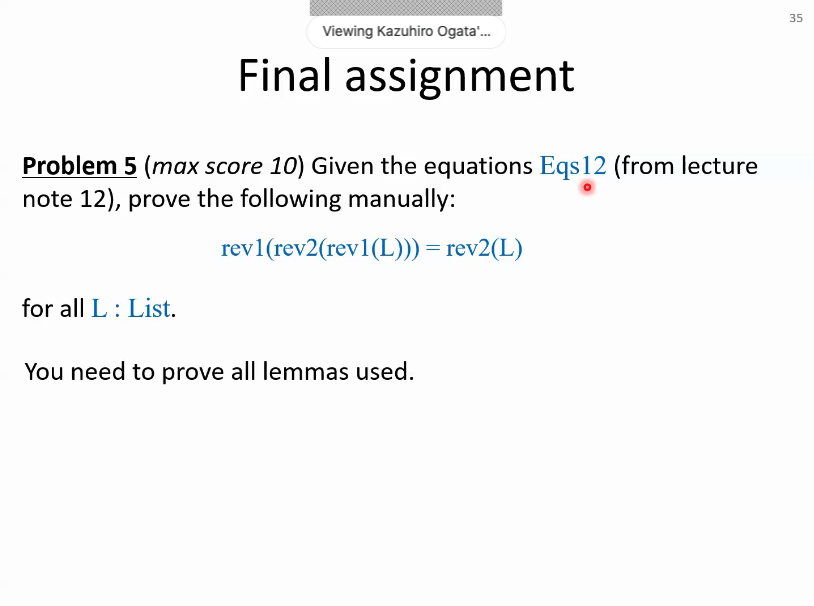 35
Viewing Kazuhiro Ogata'...
Final assignment
Problem 5 (max score 10) Given the equations Eqs12 (from lecture
note 12), prove the following manually:
rev1(rev2(rev1(L))) = rev2(L)
for all L : List.
You need to prove all lemmas used.